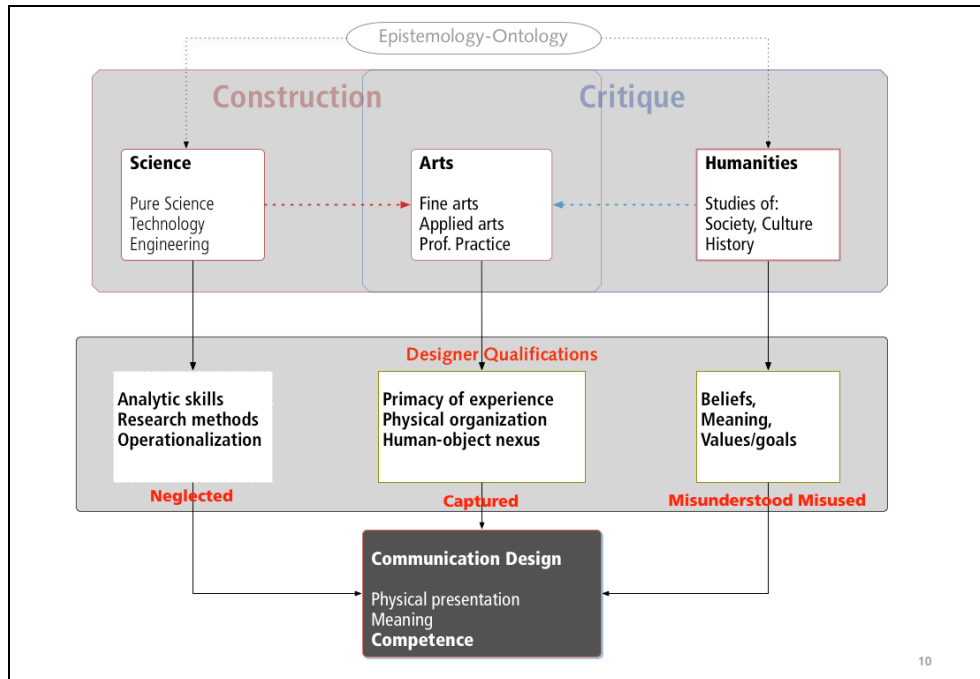 Epistemology-Ontology
Construction
Critique
Science
Pure Science
Technology
Engineering
Arts
Fine arts
Applied arts
Prof. Practice
Humanities
Studies of:
Society, Culture
History
Designer Qualifications
Analytic skills
Research methods
Operationalization
Neglected
Primacy of experience
Physical organization
Human-object nexus
Captured
Beliefs,
Meaning,
Values/goals
Misunderstood Misused
Communication Design
Physical presentation
Meaning
Competence
10